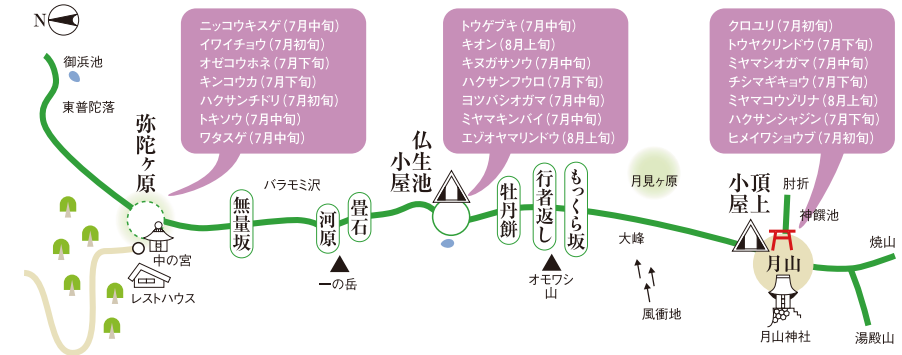 N
御浜池
東普陀落
弥陀ヶ原
ニッコウキスゲ（7月中旬）
イワイチョウ（7月初旬）
オゼコウホネ（7月下旬）
キンコウカ（7月下旬）
ハクサンチドリ（7月初旬）
トキソウ（7月中旬）
ワタスゲ（7月中旬）
中の宮
レストハウス
無量坂
バラモミ沢
河原
畳石
一の岳
仏生池
小屋
トウゲブキ（7月中旬）
キオン（8月上旬）
キヌガサソウ（7月中旬）
ハクサンフウロ（7月下旬）
ヨツバシオガマ（7月中旬）
ミヤマキンバイ（7月中旬）
エゾオヤマリンドウ（8月上旬）
牡丹餅
行者返し
もっくら坂
オモワシ
山
月見ヶ原
大峰
風衝地
クロユリ（7月中旬）
トウヤクリンドウ（7月下旬）
ミヤマシオガマ（7月中旬）
チシマギキョウ（7月下旬）
ミヤマコウゾリナ（8月上旬）
ハクサンシャジン（7月下旬）
ヒメイワショウブ（7月初旬）
頂上
小屋
肘折
神饌池
月山
月山神社
焼山
湯殿山